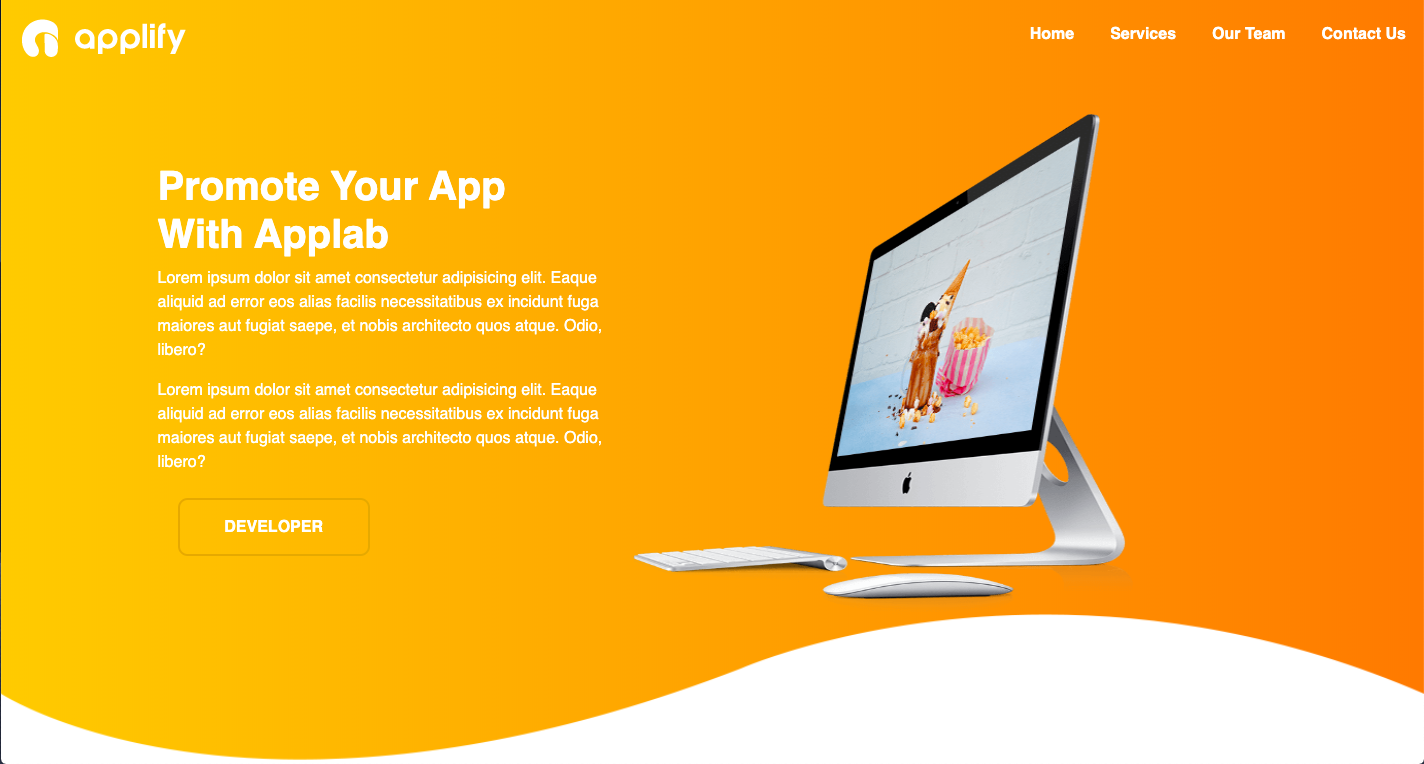 applify
Home Services Our Team Contact Us
Promote Your App
With Applab
Lorem ipsum dolor sit amet consectetur adipisicing elit. Eaque
aliquid ad error eos alias facilis necessitatibus ex incidunt fuga
maiores aut fugiat saepe, et nobis architecto quos atque. Odio,
libero?
Lorem ipsum dolor sit amet consectetur adipisicing elit. Eaque
aliquid ad error eos alias facilis necessitatibus ex incidunt fuga
maiores aut fugiat saepe, et nobis architecto quos atque. Odio,
libero?
DEVELOPER